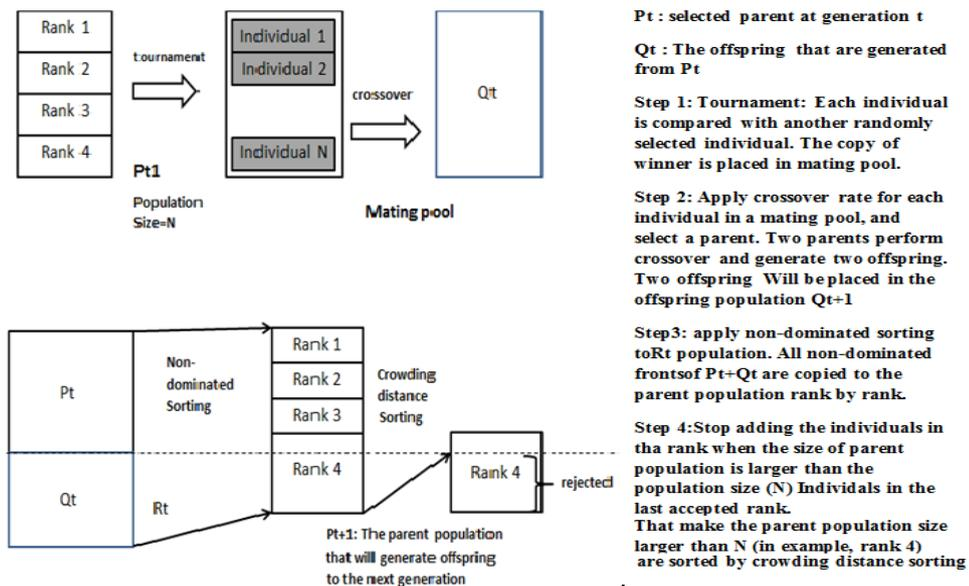 Rank 1
Rank 2
Rank 3
Rank 4
tournament
Pt1
Population
Size=N
Individual 1
Individual 2
Individual N
crossover
Mating pool
Qt
Pt : selected parent at generation t
Qt : The offspring that are generated
from Pt
Step 1: Tournament: Each individual
is compared with another randomly
selected individual. The copy of
winner is placed in mating pool.
Step 2: Apply crossover rate for each
individual in a mating pool, and
select a parent. Two parents perform
crossover and generate two offspring.
Two offspring Will be placed in the
offspring population Qt+1
Step3: apply non-dominated sorting
toRt population. All non-dominated
frontsof Pt+Qt are copied to the
parent population rank by rank.
Step 4:Stop adding the individuals in
tha rank when the size of parent
population is larger than the
population size (N) Individals in the
last accepted rank.
That make the parent population size
larger than N (in example, rank 4)
are sorted by crowding distance sorting
Pt
Qt
Non-
dominated
Sorting
Rt
Rank 1
Rank 2
Rank 3
Rank 4
Crowding
distance
Sorting
Rank 4
rejected
Pt+1: The parent population
that will generate offspring
to the next generation